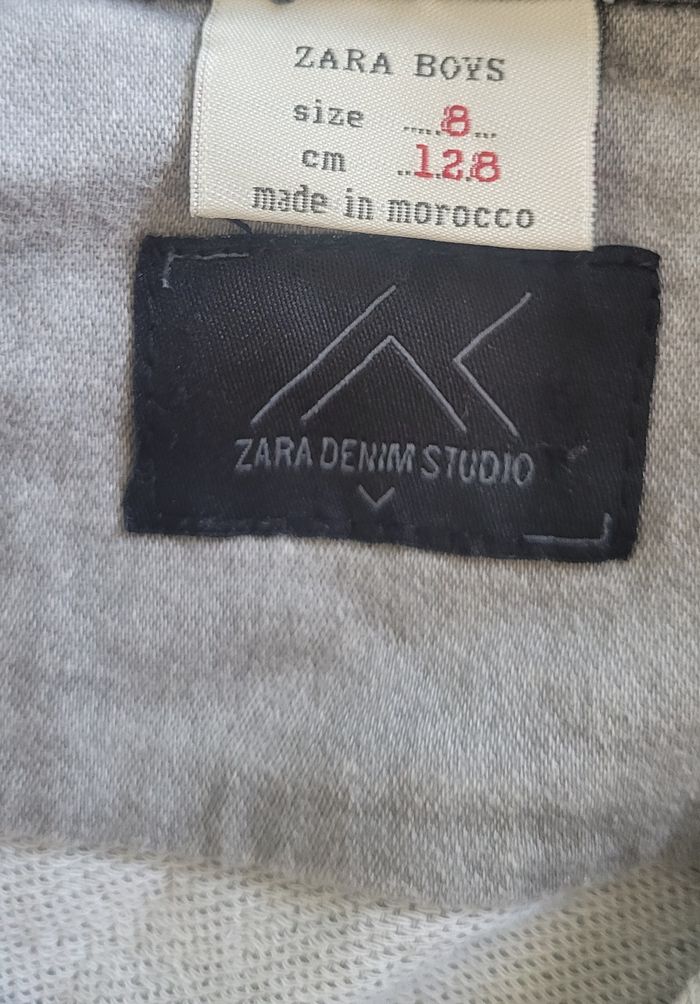 ZARA BOYS
size .....8...
cm ..128
made in morocco
ZARA DENIM STUDIO